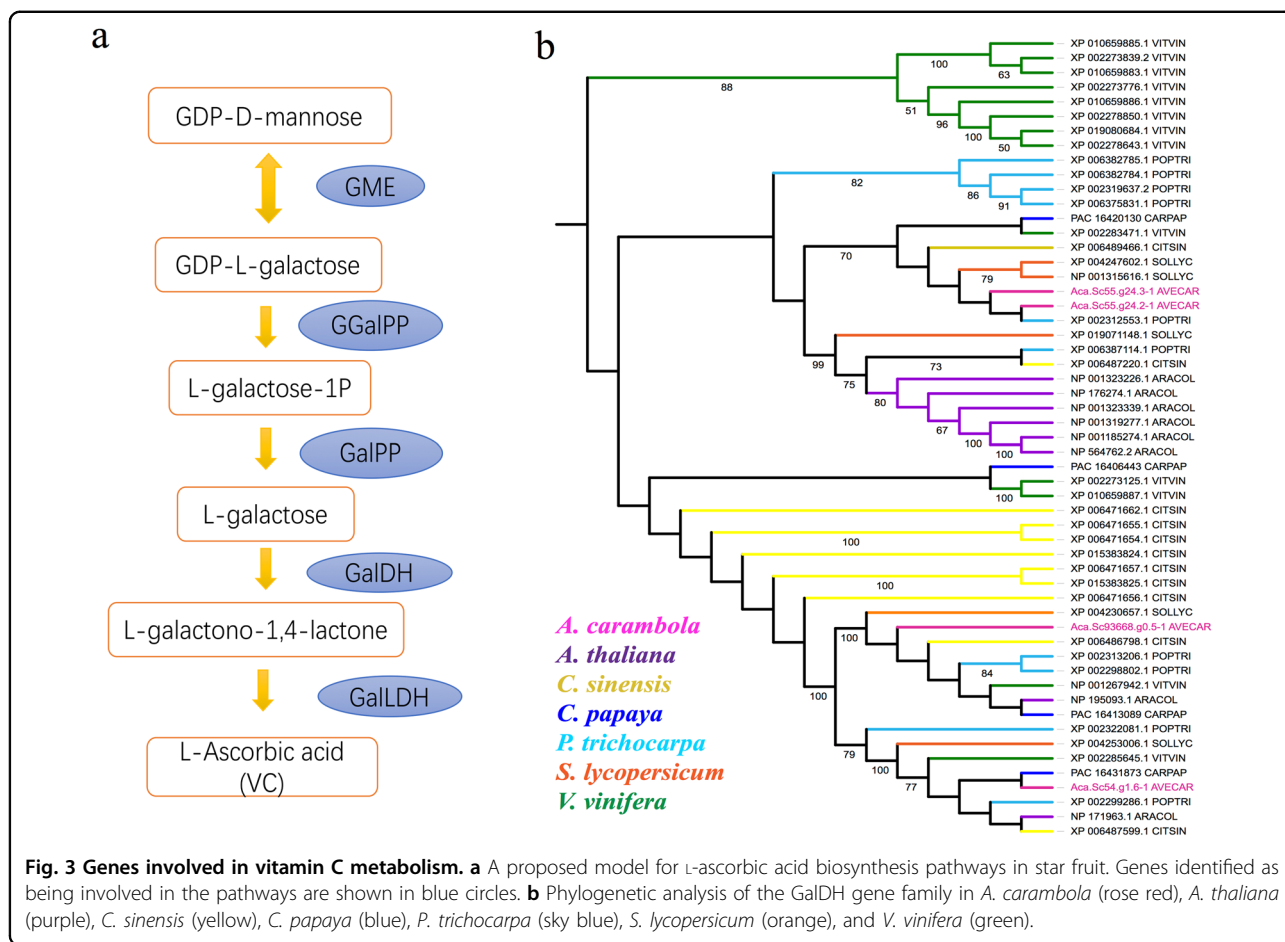 a
GDP-D-mannose
GME
GDP-L-galactose
GGalPP
L-galactose-1P
GalPP
L-galactose
GalDH
L-galactono-1,4-lactone
GalLDH
L-Ascorbic acid
(VC)
b
XP 010659885.1 VITVIN
XP 002273839.2 VITVIN
XP 010659883.1 VITVIN
XP 002273776.1 VITVIN
XP 010659886.1 VITVIN
XP 002278850.1 VITVIN
XP 019080684.1 VITVIN
XP 002278643.1 VITVIN
XP 006382785.1 POPTRI
XP 006382784.1 POPTRI
XP 002319637.2 POPTRI
XP 006375831.1 POPTRI
PAC 16420130 CARPAP
XP 002283471.1 VITVIN
XP 006489466.1 CITSIN
XP 004247602.1 SOLLYC
NP 001315616.1 SOLLYC
Aca.Sc55.g24.3-1 AVECAR
Aca.Sc55.g24.2-1 AVECAR
XP 002312553.1 POPTRI
XP 019071148.1 SOLLYC
XP 006387114.1 POPTRI
XP 006487220.1 CITSIN
NP 001323226.1 ARACOL
NP 176274.1 ARACOL
NP 001323339.1 ARACOL
NP 001319277.1 ARACOL
NP 001185274.1 ARACOL
NP 564762.2 ARACOL
PAC 16406443 CARPAP
XP 002273125.1 VITVIN
XP 010659887.1 VITVIN
XP 006471662.1 CITSIN
XP 006471655.1 CITSIN
XP 006471654.1 CITSIN
XP 015383824.1 CITSIN
XP 006471657.1 CITSIN
XP 015383825.1 CITSIN
XP 006471656.1 CITSIN
XP 004230657.1 SOLLYC
Aca.Sc93668.g0.5-1 AVECAR
XP 006486798.1 CITSIN
XP 002313206.1 POPTRI
XP 002298802.1 POPTRI
NP 001267942.1 VITVIN
NP 195093.1 ARACOL
PAC 16413089 CARPAP
XP 002322081.1 POPTRI
XP 004253006.1 SOLLYC
XP 002285645.1 VITVIN
PAC 16431873 CARPAP
Aca.Sc54.g1.6-1 AVECAR
XP 002299286.1 POPTRI
NP 171963.1 ARACOL
XP 006487599.1 CITSIN
100
63
88
51
96
100
50
82
86
91
70
79
99
73
75
80
67
100
100
100
100
100
100
84
100
79
100
77
A. carambola
A. thaliana
C. sinensis
C. papaya
P. trichocarpa
S. lycopersicum
V. vinifera
Fig. 3 Genes involved in vitamin C metabolism. a A proposed model for L-ascorbic acid biosynthesis pathways in star fruit. Genes identified as
being involved in the pathways are shown in blue circles. b Phylogenetic analysis of the GalDH gene family in A. carambola (rose red), A. thaliana
(purple), C. sinensis (yellow), C. papaya (blue), P. trichocarpa (sky blue), S. lycopersicum (orange), and V. vinifera (green).